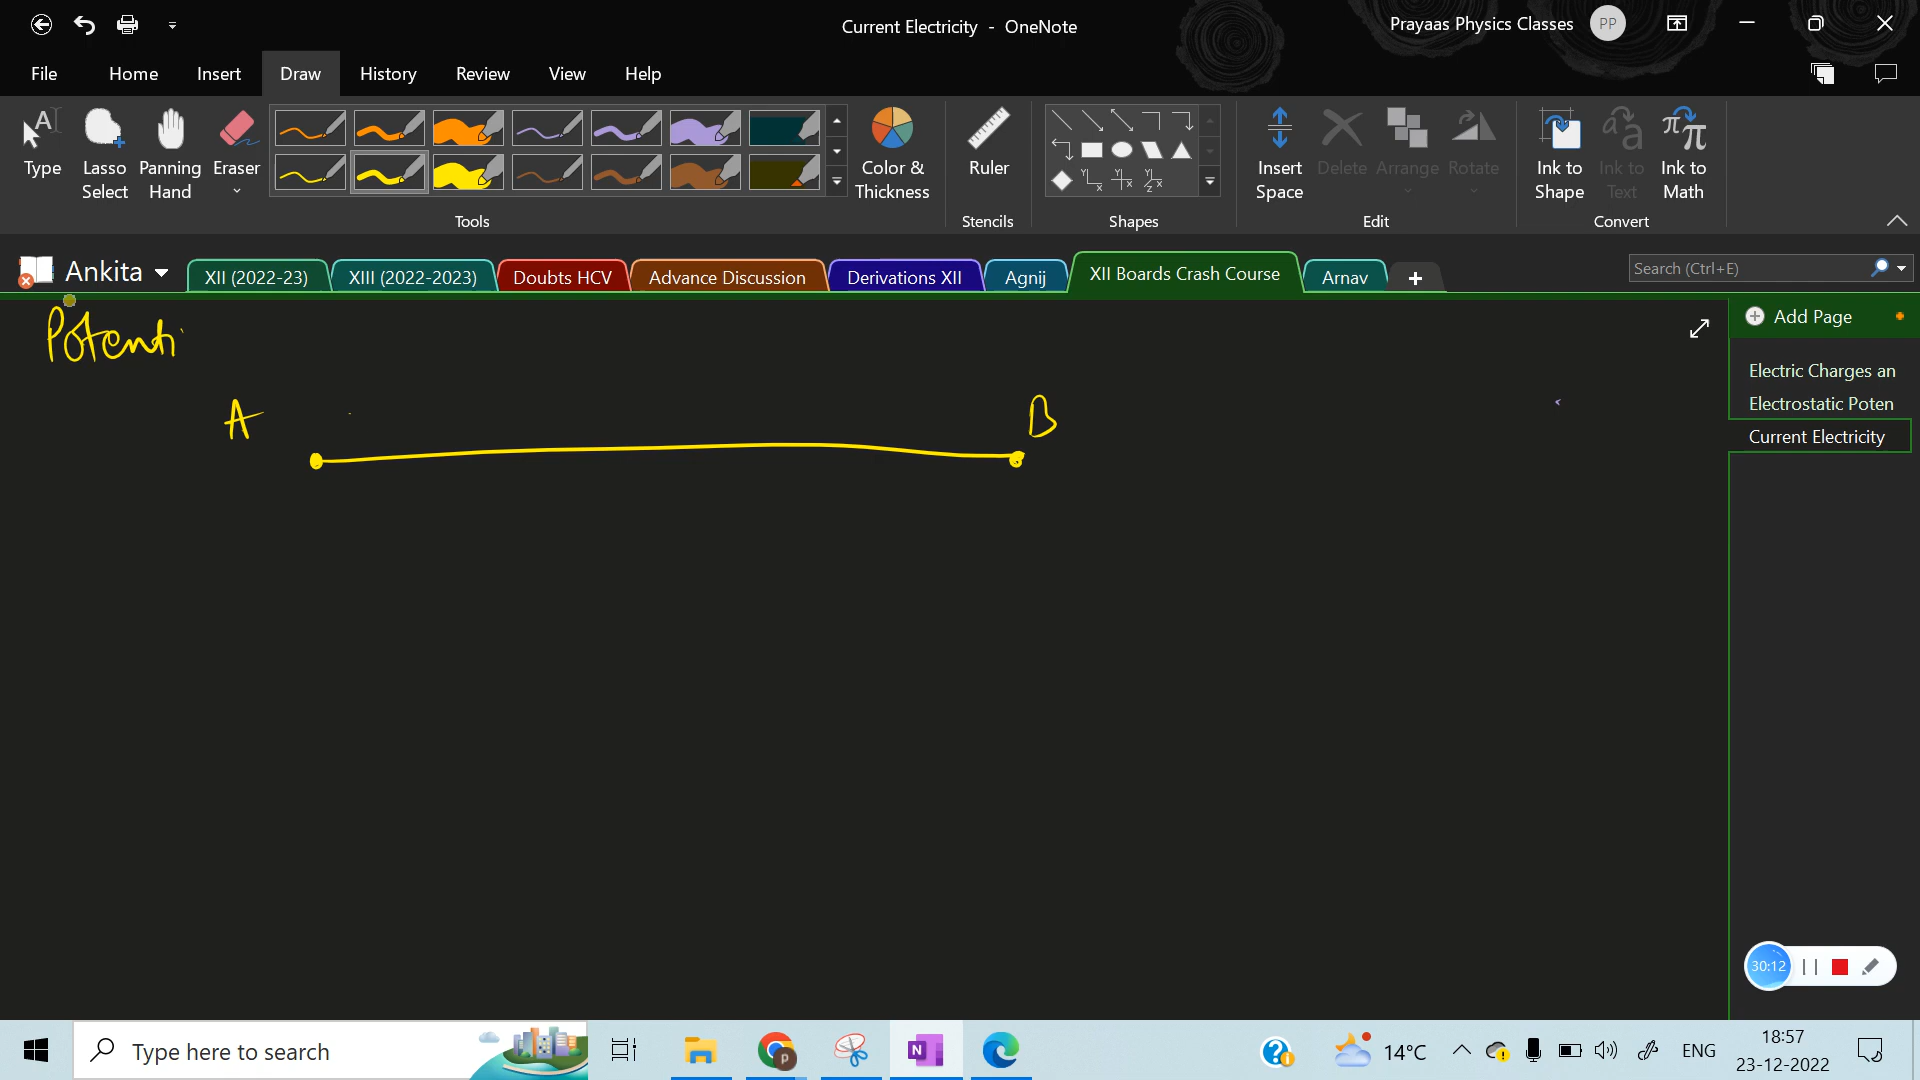 Current Electricity - OneNote
Prayaas Physics Classes PP
File Home Insert Draw History Review View Help
Type
Lasso Select
Panning Hand
Eraser
Color & Thickness
Ruler
Insert Space
Delete
Arrange
Rotate
Ink to Shape
Ink to Text
Ink to Math
Tools Stencils Shapes Edit Convert
Ankita XII (2022-23) XIII (2022-2023) Doubts HCV Advance Discussion Derivations XII Agnij XII Boards Crash Course Arnav Search (Ctrl+E)
Add Page
Electric Charges an
Electrostatic Poten
Current Electricity
Potenti
A B
30:12
Type here to search
14°C ENG
18:57
23-12-2022